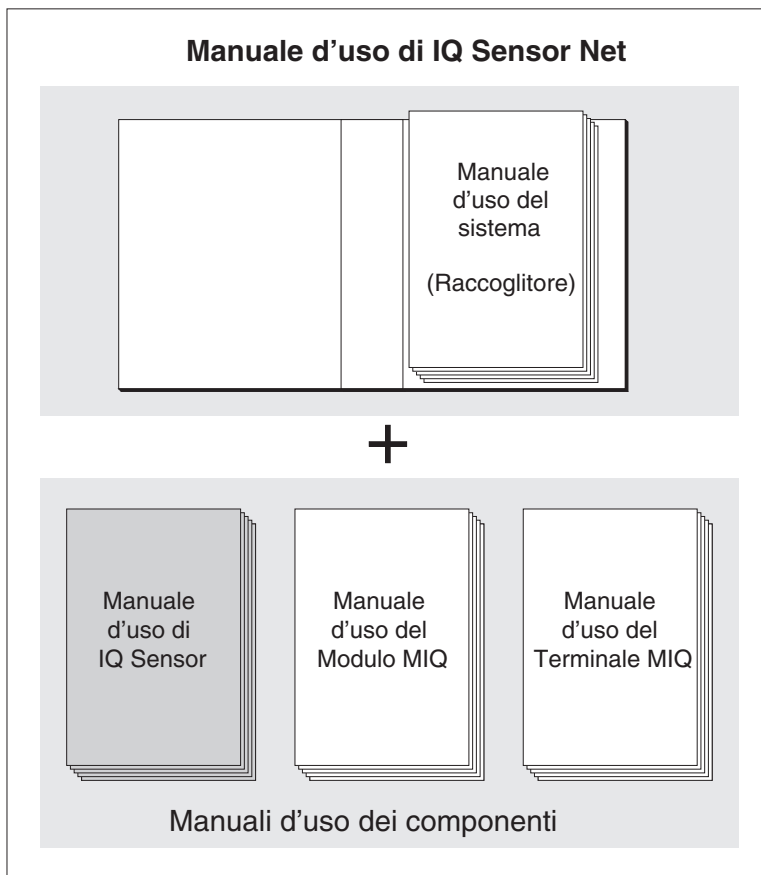 Manuale d'uso di IQ Sensor Net
Manuale
d'uso del
sistema
(Raccoglitore)
+
Manuale
d'uso di
IQ Sensor
Manuale
d'uso del
Modulo MIQ
Manuale
d'uso del
Terminale MIQ
Manuali d'uso dei componenti